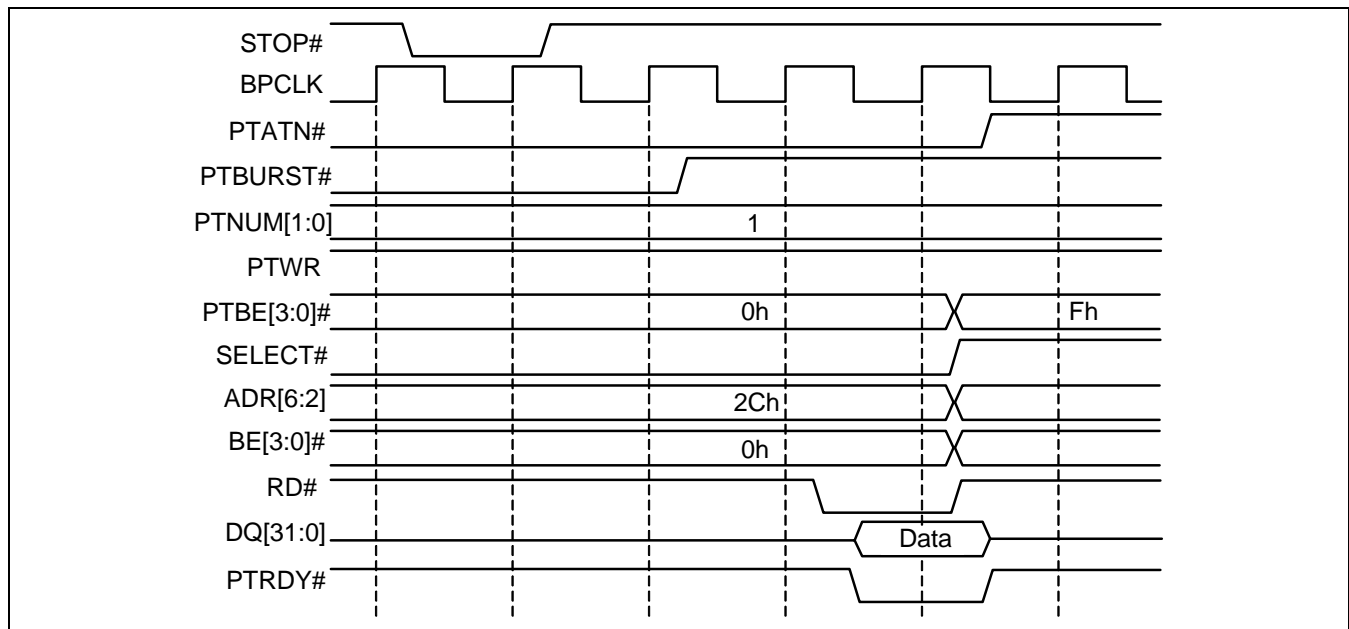 STOP#
BPCLK
PTATN#
PTBURST#
PTNUM[1:0] 1
PTWR
PTBE[3:0]# 0h Fh
SELECT#
ADR[6:2] 2Ch
BE[3:0]# 0h
RD#
DQ[31:0] Data
PTRDY#